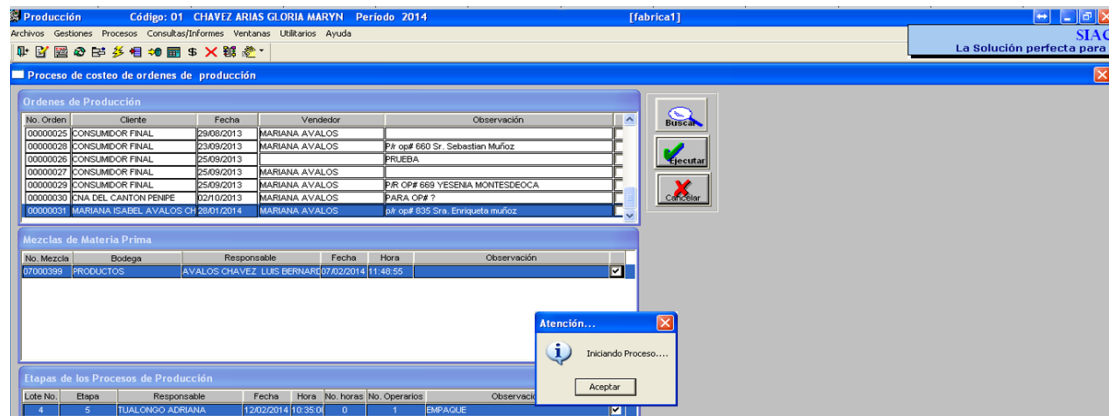 Producción Código: 01 CHAVEZ ARIAS GLORIA MARYN Período 2014 [fabrica1]
Archivos Gestiones Procesos Consultas/Informes Ventanas Utilitarios Ayuda
SIAC
La Solución perfecta para
Proceso de costeo de ordenes de producción
Ordenes de Producción
No. Orden Cliente Fecha Vendedor Observación
00000025 CONSUMIDOR FINAL 29/08/2013 MARIANA AVALOS
00000028 CONSUMIDOR FINAL 23/09/2013 MARIANA AVALOS P/r op# 660 Sr. Sebastian Muñoz
00000026 CONSUMIDOR FINAL 25/09/2013 PRUEBA
00000027 CONSUMIDOR FINAL 25/09/2013 MARIANA AVALOS
00000029 CONSUMIDOR FINAL 25/09/2013 MARIANA AVALOS P/R OP# 669 YESENIA MONTESDEOCA
00000030 CNA DEL CANTON PENIPE 02/10/2013 MARIANA AVALOS PARA OP# ?
00000031 MARIANA ISABEL AVALOS CH 28/01/2014 MARIANA AVALOS p/r op# 835 Sra. Enriqueta muñoz
Buscar
Ejecutar
Cancelar
Mezclas de Materia Prima
No. Mezcla Bodega Responsable Fecha Hora Observación
07000399 PRODUCTOS AVALOS CHAVEZ LUIS BERNARD 07/02/2014 11:48:55
Atención...
Iniciando Proceso....
Aceptar
Etapas de los Procesos de Producción
Lote No. Etapa Responsable Fecha Hora No. horas No. Operarios Observació
4 5 TUALONGO ADRIANA 12/02/2014 10:35:0 0 1 EMPAQUE